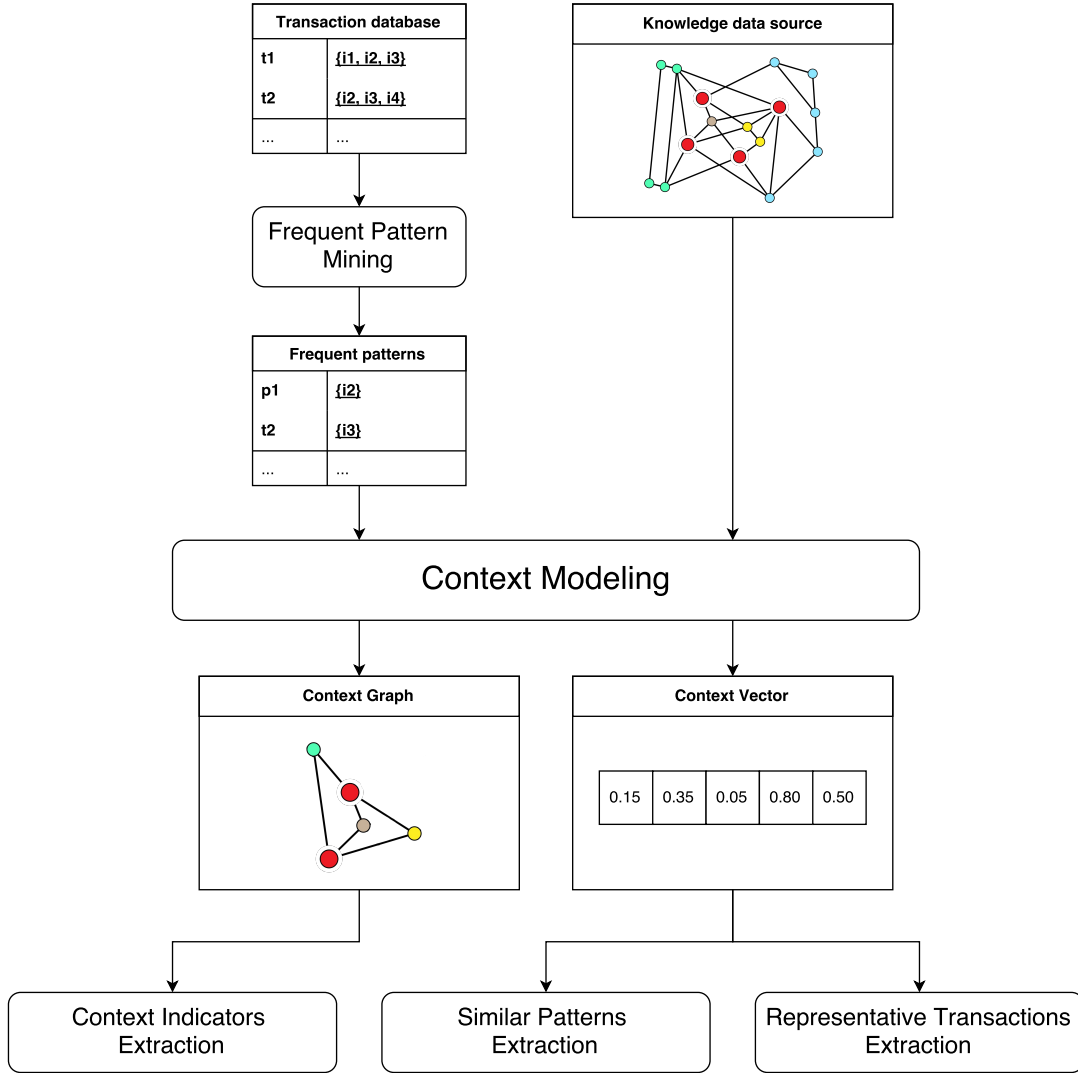 Transaction database
t1 {i1, i2, i3}
t2 {i2, i3, i4}
... ...
Knowledge data source
Frequent Pattern
Mining
Frequent patterns
p1 {i2}
t2 {i3}
... ...
Context Modeling
Context Graph
Context Vector
0.15 0.35 0.05 0.80 0.50
Context Indicators
Extraction
Similar Patterns
Extraction
Representative Transactions
Extraction